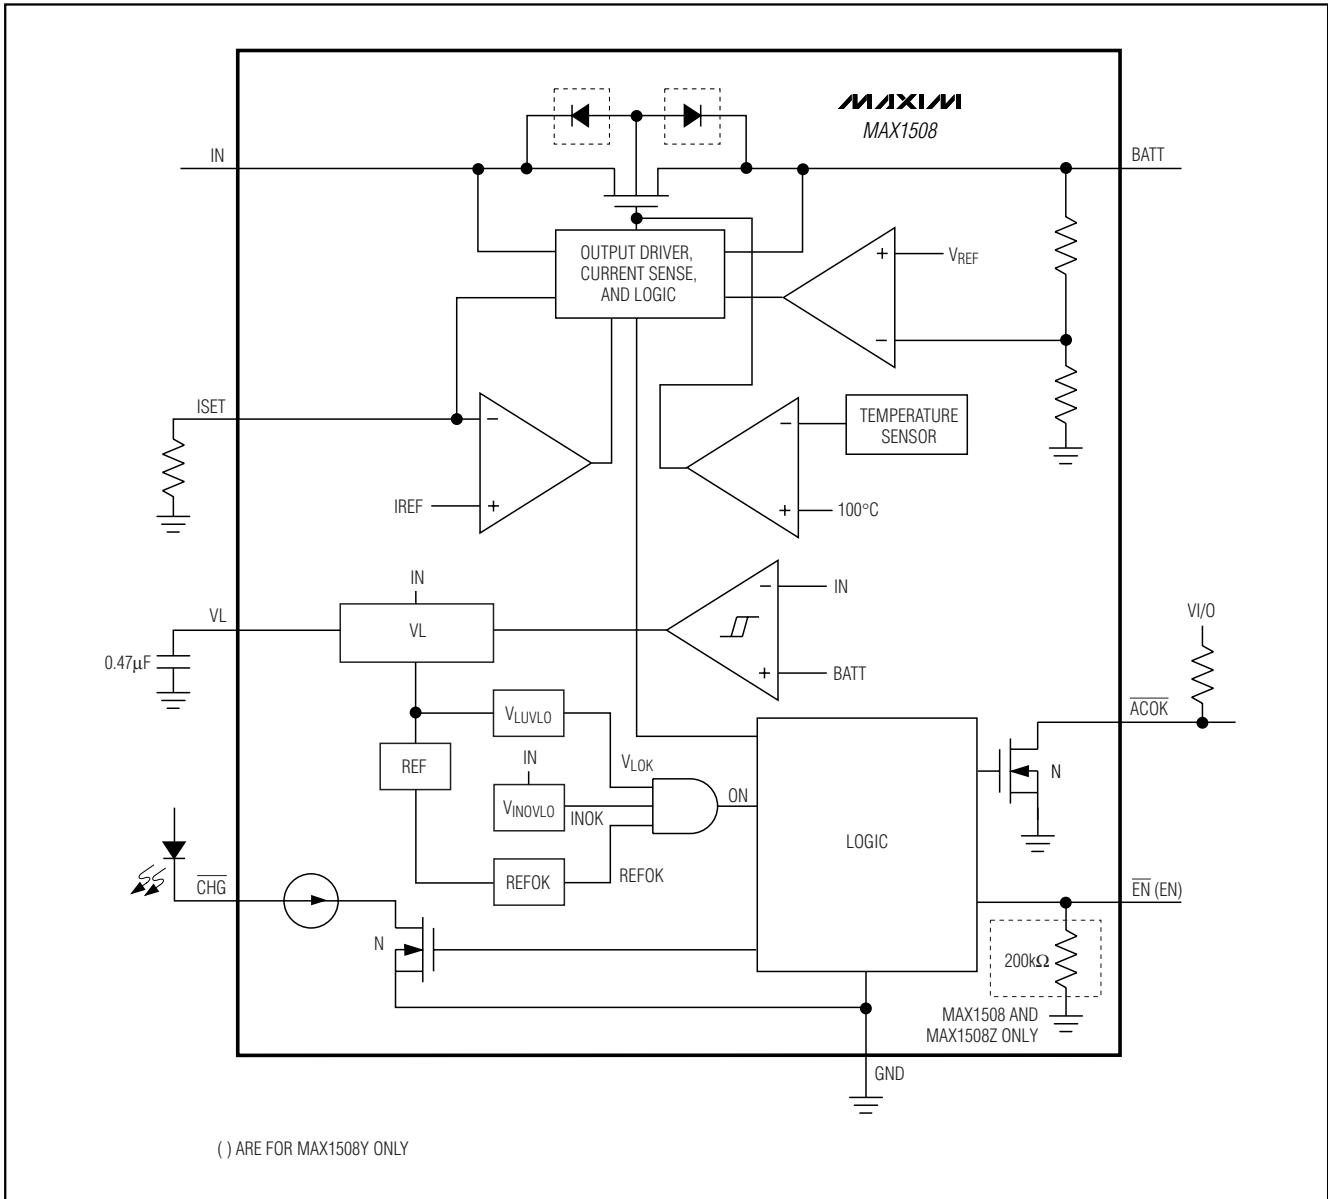 MAXIM
MAX1508
IN
BATT
OUTPUT DRIVER,
CURRENT SENSE,
AND LOGIC
+
VREF
−
ISET
−
TEMPERATURE
SENSOR
−
IREF
+
+
100°C
IN
VL
VL
0.47µF
−
IN
+
BATT
VI/O
ACOK
VLUVLO
REF
VLOK
IN
VINOVLO
INOK
ON
REFOK
REFOK
LOGIC
N
CHG
N
EN (EN)
200kΩ
MAX1508 AND
MAX1508Z ONLY
GND
( ) ARE FOR MAX1508Y ONLY